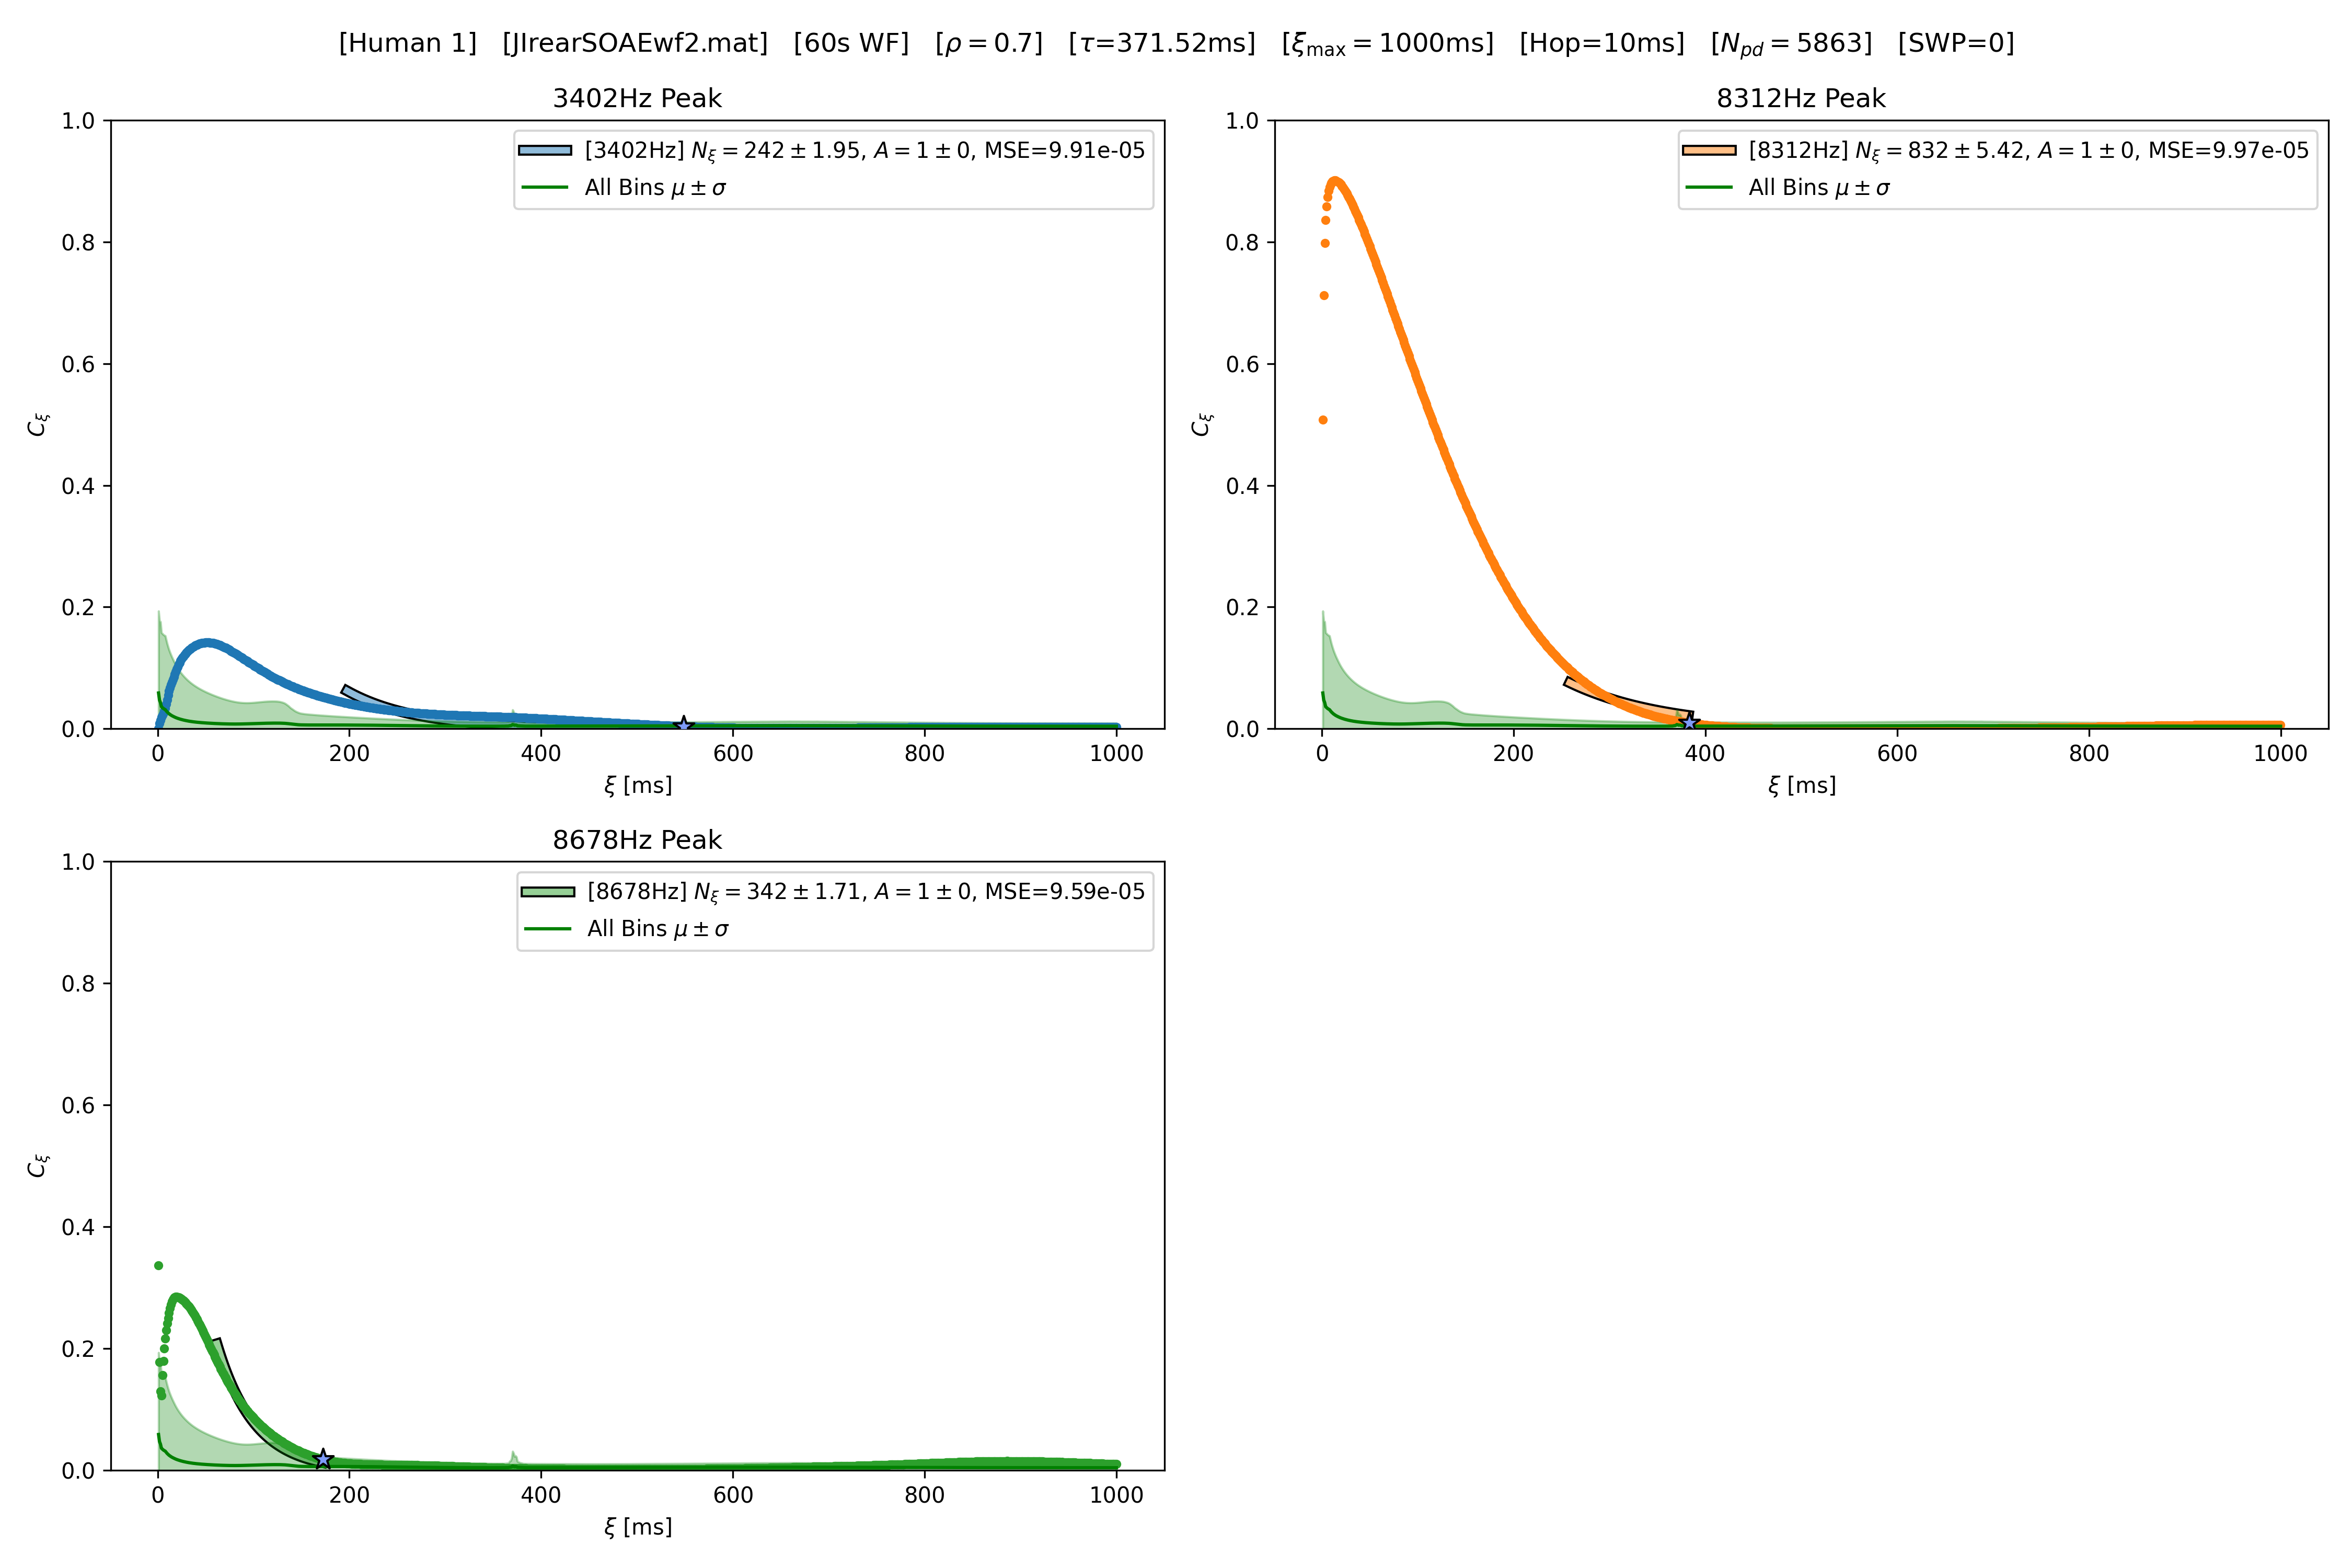 [Human 1] [JIrearSOAEwf2.mat] [60s WF] [ρ = 0.7] [τ=371.52ms] [ξmax = 1000ms] [Hop=10ms] [Npd = 5863] [SWP=0]
3402Hz Peak
1.0
0.8
0.6
0.4
0.2
0.0
Cξ
[3402Hz] Nξ = 242 ± 1.95, A = 1 ± 0, MSE=9.91e-05
All Bins μ ± σ
0 200 400 600 800 1000
ξ [ms]
8312Hz Peak
1.0
0.8
0.6
0.4
0.2
0.0
Cξ
[8312Hz] Nξ = 832 ± 5.42, A = 1 ± 0, MSE=9.97e-05
All Bins μ ± σ
0 200 400 600 800 1000
ξ [ms]
8678Hz Peak
1.0
0.8
0.6
0.4
0.2
0.0
Cξ
[8678Hz] Nξ = 342 ± 1.71, A = 1 ± 0, MSE=9.59e-05
All Bins μ ± σ
0 200 400 600 800 1000
ξ [ms]